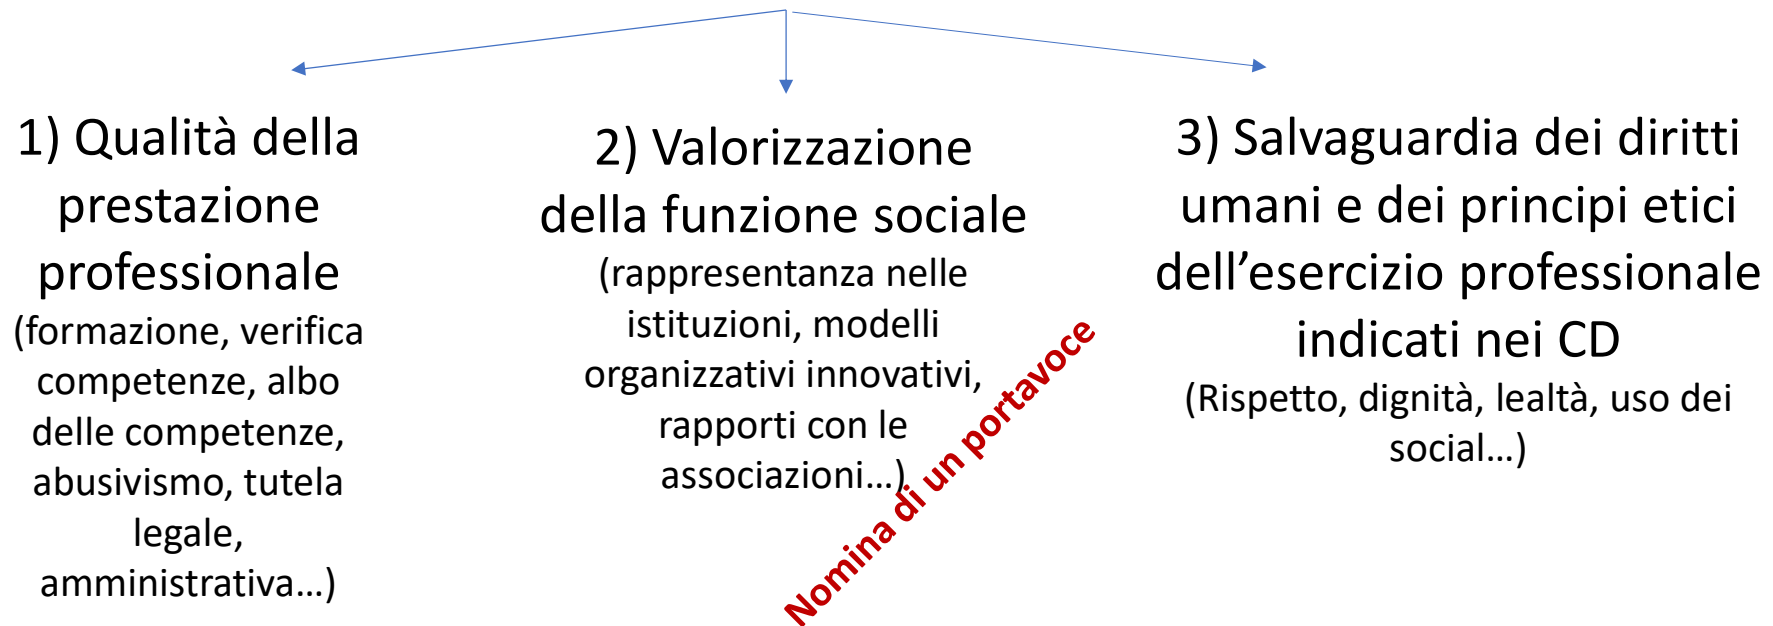 1) Qualità della
prestazione
professionale
(formazione, verifica
competenze, albo
delle competenze,
abusivismo, tutela
legale,
amministrativa…)
2) Valorizzazione
della funzione sociale
(rappresentanza nelle
istituzioni, modelli
organizzativi innovativi,
rapporti con le
associazioni…)
Nomina di un portavoce
3) Salvaguardia dei diritti
umani e dei principi etici
dell’esercizio professionale
indicati nei CD
(Rispetto, dignità, lealtà, uso dei
social…)